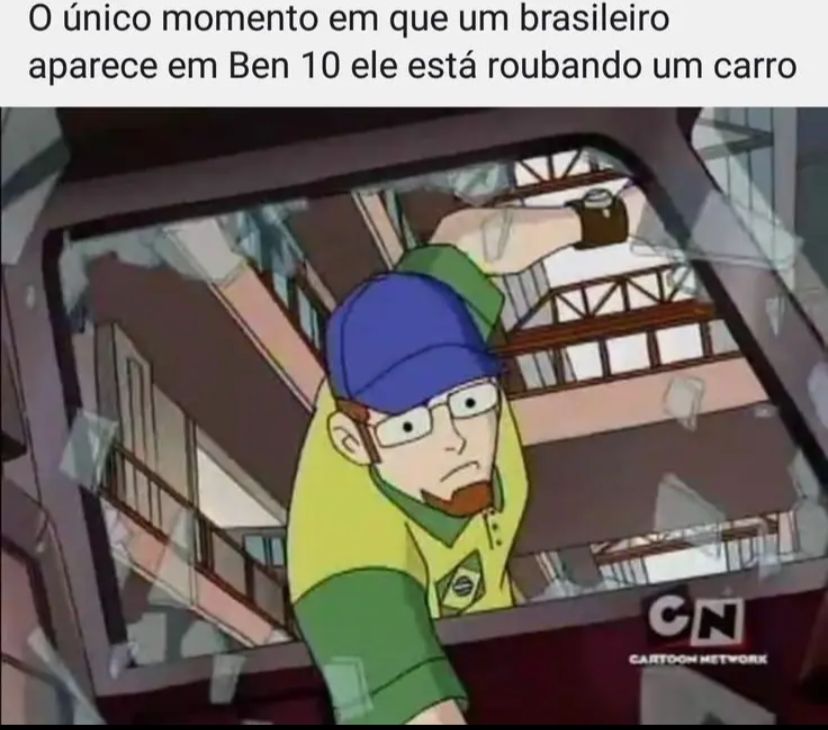 O único momento em que um brasileiro
aparece em Ben 10 ele está roubando um carro
CN
CARTOON NETWORK